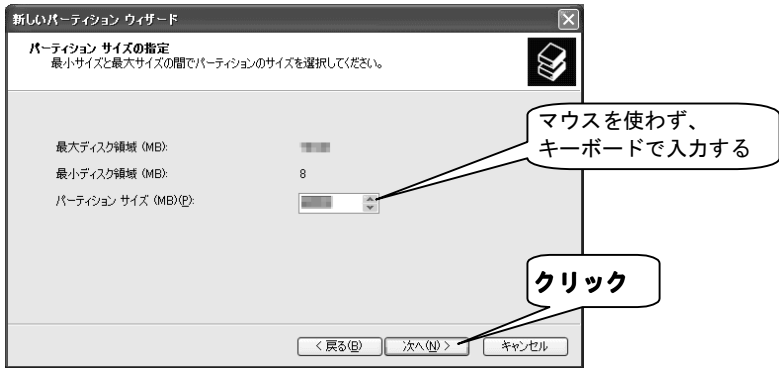 新しいパーティション ウィザード
パーティション サイズの指定
最小サイズと最大サイズの間でパーティションのサイズを選択してください。
最大ディスク領域 (MB):
最小ディスク領域 (MB): 8
パーティション サイズ (MB)(P):
マウスを使わず、
キーボードで入力する
クリック
< 戻る(B) 次へ(N) > キャンセル